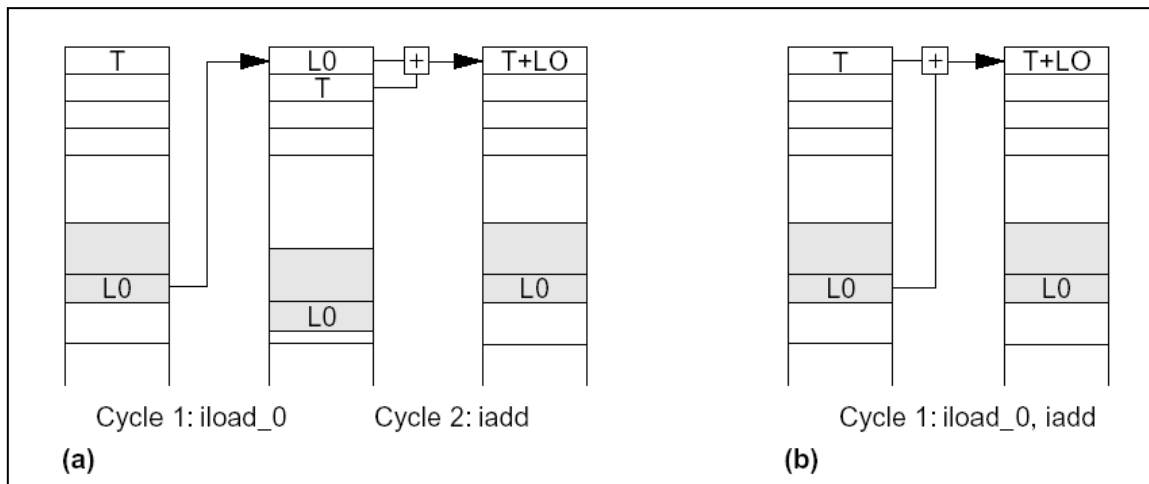 T
L0
L0
T
+
T+LO
L0
L0
Cycle 1: iload_0
Cycle 2: iadd
(a)
T
+
T+LO
L0
L0
Cycle 1: iload_0, iadd
(b)